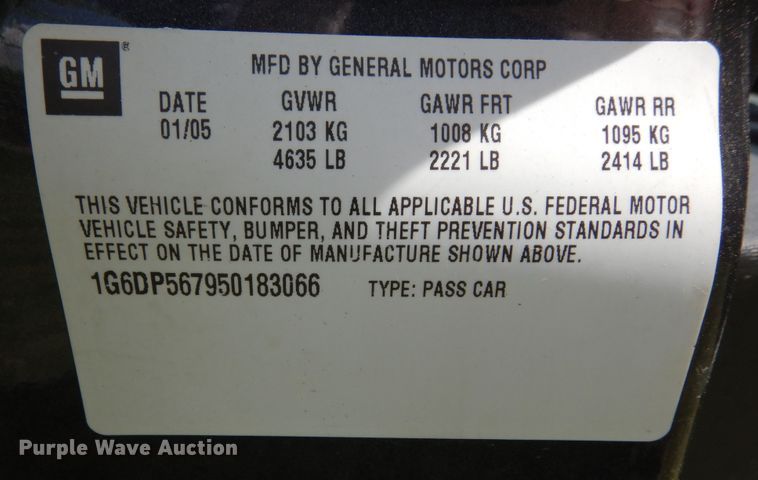 GM®
MFD BY GENERAL MOTORS CORP
DATE GVWR GAWR FRT GAWR RR
01/05 2103 KG 1008 KG 1095 KG
4635 LB 2221 LB 2414 LB
THIS VEHICLE CONFORMS TO ALL APPLICABLE U.S. FEDERAL MOTOR
VEHICLE SAFETY, BUMPER, AND THEFT PREVENTION STANDARDS IN
EFFECT ON THE DATE OF MANUFACTURE SHOWN ABOVE.
1G6DP567950183066 TYPE: PASS CAR
Purple Wave Auction